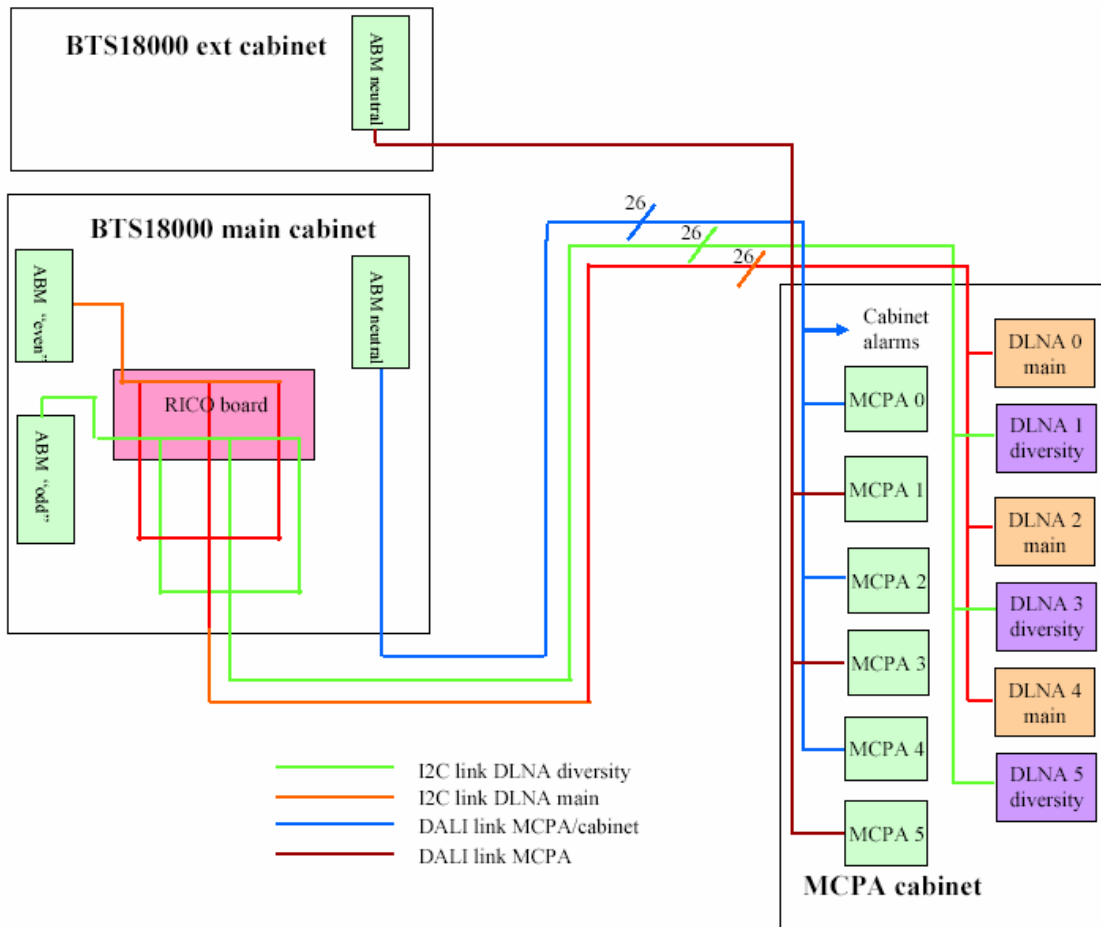 BTS18000 ext cabinet
ABM neutral
BTS18000 main cabinet
ABM
“even”
ABM neutral
RICO board
ABM
“odd”
26
26
26
Cabinet
alarms
MCPA 0
MCPA 1
MCPA 2
MCPA 3
MCPA 4
MCPA 5
DLNA 0
main
DLNA 1
diversity
DLNA 2
main
DLNA 3
diversity
DLNA 4
main
DLNA 5
diversity
MCPA cabinet
I2C link DLNA diversity
I2C link DLNA main
DALI link MCPA/cabinet
DALI link MCPA